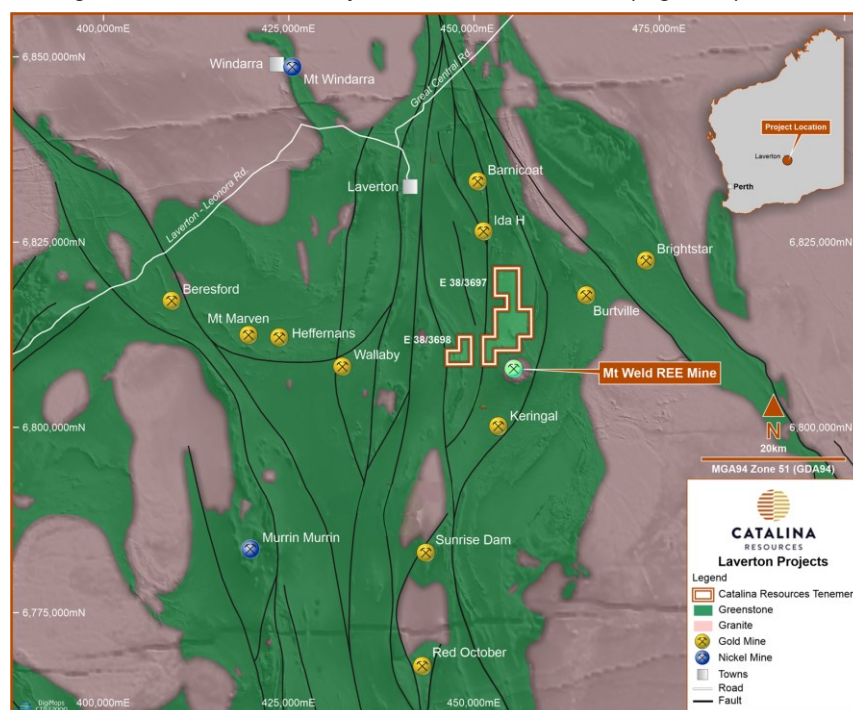 400,000mE
425,000mE
450,000mE
475,000mE
6,850,000mN
Windarra
Mt Windarra
Great Central Rd.
Project Location
Laverton
Perth
Laverton
Barnicoat
Laverton - Leonora Rd.
Ida H
6,825,000mN
6,825,000mN
Brightstar
E 38/3697
Beresford
Burtville
Mt Marven
Heffernans
E 38/3698
Wallaby
Mt Weld REE Mine
Keringal
6,800,000mN
6,800,000mN
N
20km
MGA94 Zone 51 (GDA94)
CATALINA
RESOURCES
Laverton Projects
Murrin Murrin
Sunrise Dam
Legend
Catalina Resources Tenemen
Greenstone
Granite
Gold Mine
Nickel Mine
Towns
Road
Fault
6,775,000mN
Red October
DigiMaps
400,000mE
425,000mE
450,000mE